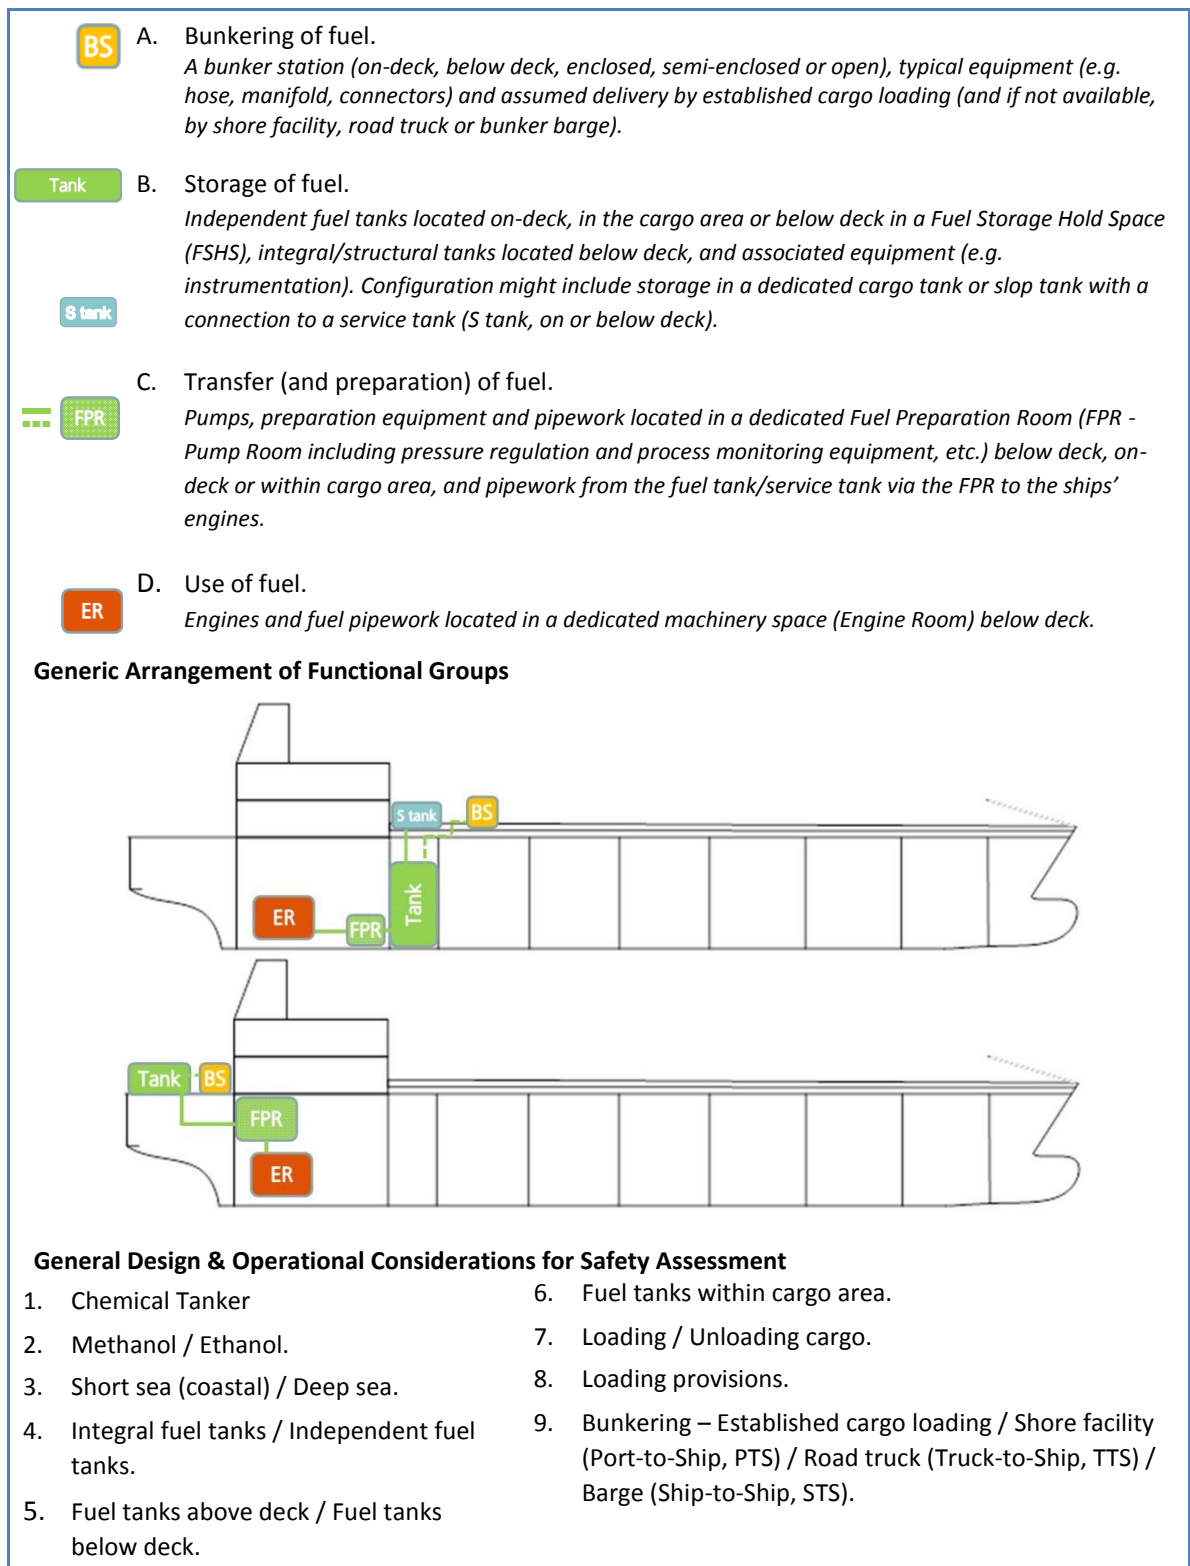 BS A. Bunkering of fuel.
A bunker station (on-deck, below deck, enclosed, semi-enclosed or open), typical equipment (e.g.
hose, manifold, connectors) and assumed delivery by established cargo loading (and if not available,
by shore facility, road truck or bunker barge).
Tank B. Storage of fuel.
Independent fuel tanks located on-deck, in the cargo area or below deck in a Fuel Storage Hold Space
(FSHS), integral/structural tanks located below deck, and associated equipment (e.g.
instrumentation). Configuration might include storage in a dedicated cargo tank or slop tank with a
S tank
connection to a service tank (S tank, on or below deck).
C. Transfer (and preparation) of fuel.
FPR
Pumps, preparation equipment and pipework located in a dedicated Fuel Preparation Room (FPR -
Pump Room including pressure regulation and process monitoring equipment, etc.) below deck, on-
deck or within cargo area, and pipework from the fuel tank/service tank via the FPR to the ships'
engines.
D. Use of fuel.
ER
Engines and fuel pipework located in a dedicated machinery space (Engine Room) below deck.
Generic Arrangement of Functional Groups
S tank
BS
Tank
ER
FPR
Tank
BS
FPR
ER
General Design & Operational Considerations for Safety Assessment
1. Chemical Tanker
2. Methanol / Ethanol.
3. Short sea (coastal) / Deep sea.
4. Integral fuel tanks / Independent fuel
tanks.
5. Fuel tanks above deck / Fuel tanks
below deck.
6. Fuel tanks within cargo area.
7. Loading / Unloading cargo.
8. Loading provisions.
9. Bunkering – Established cargo loading / Shore facility
(Port-to-Ship, PTS) / Road truck (Truck-to-Ship, TTS) /
Barge (Ship-to-Ship, STS).